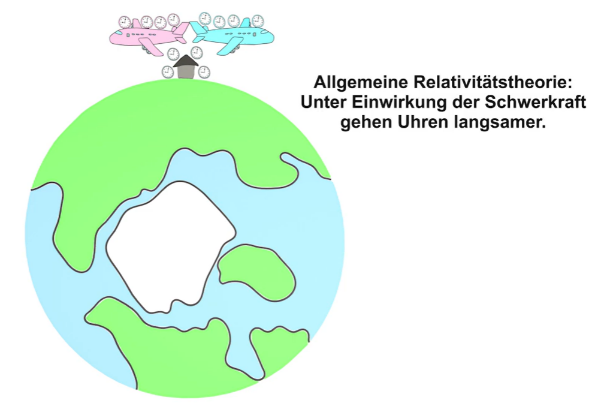 Allgemeine Relativitätstheorie:
Unter Einwirkung der Schwerkraft
gehen Uhren langsamer.